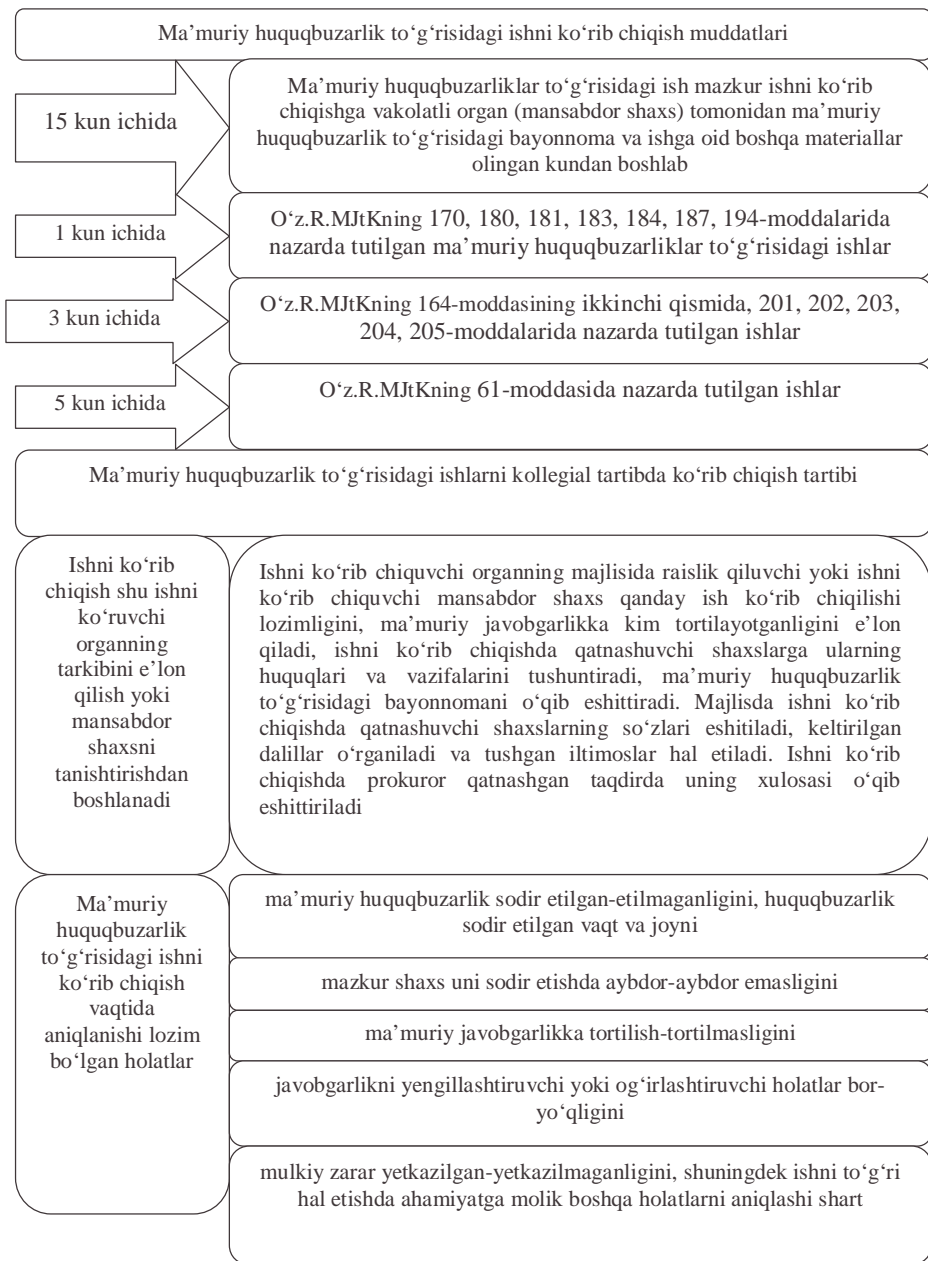 Ma’muriy huquqbuzarlik to‘g‘risidagi ishni ko‘rib chiqish muddatlari
15 kun ichida
Ma’muriy huquqbuzarliklar to‘g‘risidagi ish mazkur ishni ko‘rib
chiqishga vakolatli organ (mansabdor shaxs) tomonidan ma’muriy
huquqbuzarlik to‘g‘risidagi bayonnoma va ishga oid boshqa materiallar
olingan kundan boshlab
1 kun ichida
O‘z.R.MJtKning 170, 180, 181, 183, 184, 187, 194-moddalarida
nazarda tutilgan ma’muriy huquqbuzarliklar to‘g‘risidagi ishlar
3 kun ichida
O‘z.R.MJtKning 164-moddasining ikkinchi qismida, 201, 202, 203,
204, 205-moddalarida nazarda tutilgan ishlar
5 kun ichida
O‘z.R.MJtKning 61-moddasida nazarda tutilgan ishlar
Ma’muriy huquqbuzarlik to‘g‘risidagi ishlarni kollegial tartibda ko‘rib chiqish tartibi
Ishni ko‘rib
chiqish shu ishni
ko‘ruvchi
organning
tarkibini e’lon
qilish yoki
mansabdor
shaxsni
tanishtirishdan
boshlanadi
Ishni ko‘rib chiquvchi organning majlisida raislik qiluvchi yoki ishni
ko‘rib chiquvchi mansabdor shaxs qanday ish ko‘rib chiqilishi
lozimligini, ma’muriy javobgarlikka kim tortilayotganligini e’lon
qiladi, ishni ko‘rib chiqishda qatnashuvchi shaxslarga ularning
huquqlari va vazifalarini tushuntiradi, ma’muriy huquqbuzarlik
to‘g‘risidagi bayonnomani o‘qib eshittiradi. Majlisda ishni ko‘rib
chiqishda qatnashuvchi shaxslarning so‘zlari eshitiladi, keltirilgan
dalillar o‘rganiladi va tushgan iltimoslar hal etiladi. Ishni ko‘rib
chiqishda prokuror qatnashgan taqdirda uning xulosasi o‘qib
eshittiriladi
Ma’muriy
huquqbuzarlik
to‘g‘risidagi ishni
ko‘rib chiqish
vaqtida
aniqlanishi lozim
bo‘lgan holatlar
ma’muriy huquqbuzarlik sodir etilgan-etilmaganligini, huquqbuzarlik
sodir etilgan vaqt va joyni
mazkur shaxs uni sodir etishda aybdor-aybdor emasligini
ma’muriy javobgarlikka tortilish-tortilmasligini
javobgarlikni yengillashtiruvchi yoki og‘irlashtiruvchi holatlar bor-
yo‘qligini
mulkiy zarar yetkazilgan-yetkazilmaganligini, shuningdek ishni to‘g‘ri
hal etishda ahamiyatga molik boshqa holatlarni aniqlashi shart